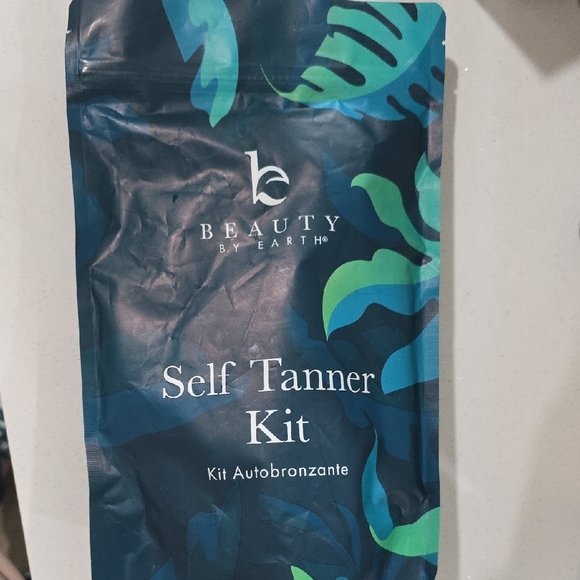 BEAUTY
BY EARTH®
Self Tanner
Kit
Kit Autobronzante